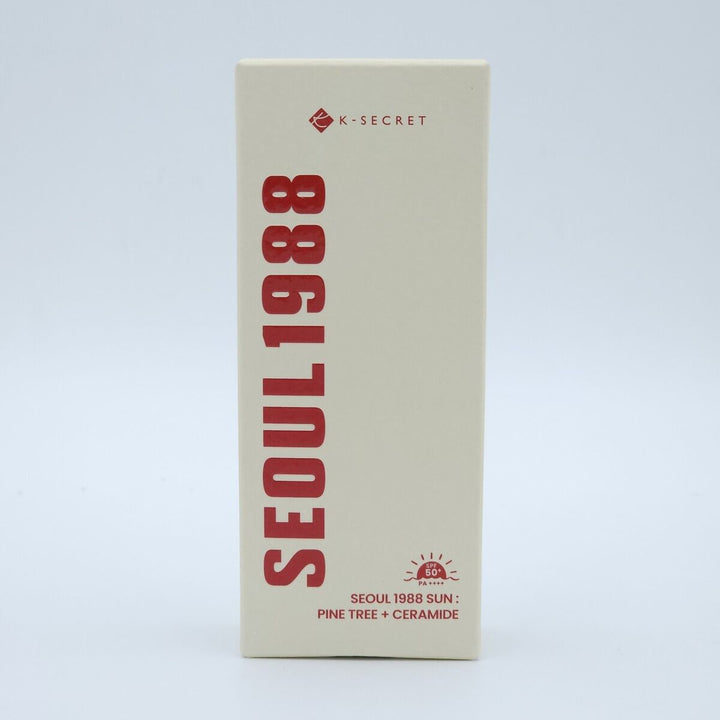 K-SECRET
SEOUL1988
SPF
50+
PA ++++
SEOUL 1988 SUN :
PINE TREE + CERAMIDE